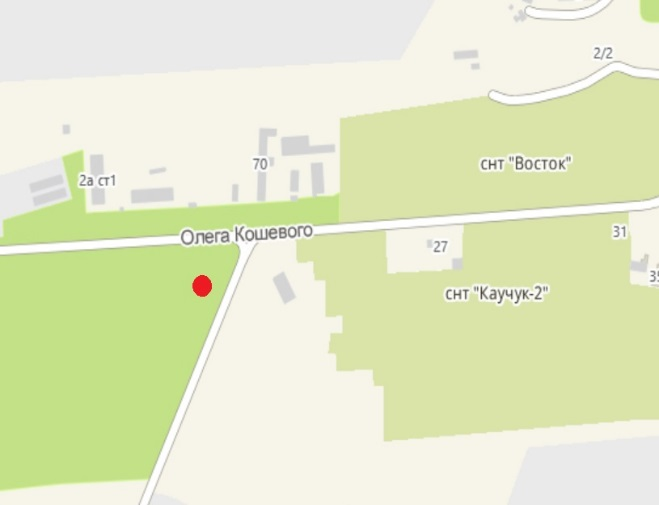 2/2
снт "Восток"
70
2а ст1
Олега Кошевого
31
27
35
снт "Каучук-2"